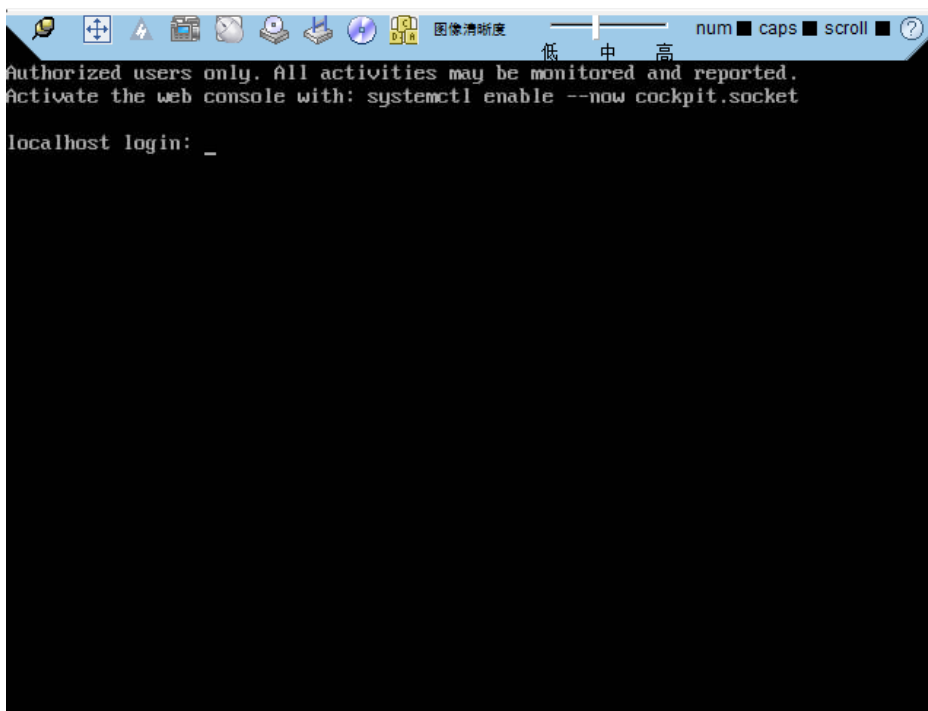 图像清晰度
低 中 高
num caps scroll ?
Authorized users only. All activities may be monitored and reported.
Activate the web console with: systemctl enable --now cockpit.socket
localhost login: _